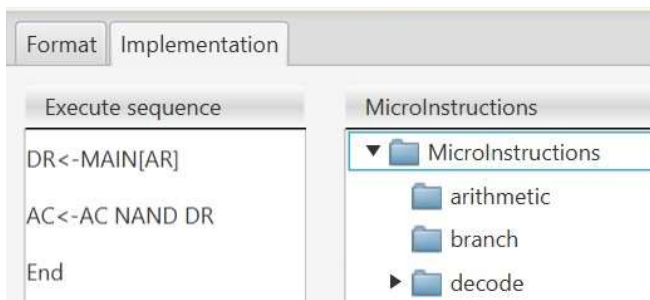 Format Implementation
Execute sequence
DR<-MAIN[AR]
AC<-AC NAND DR
End
MicroInstructions
MicroInstructions
arithmetic
branch
decode